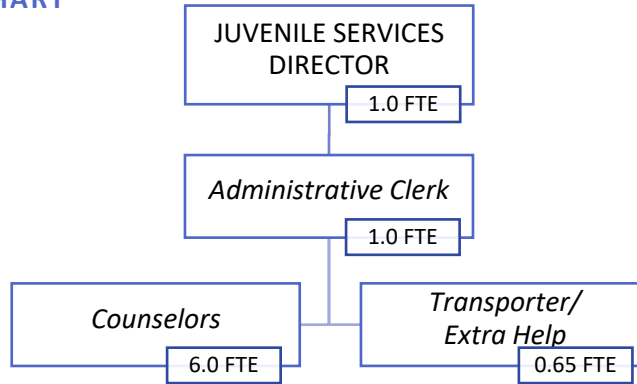 JUVENILE SERVICES
DIRECTOR
1.0 FTE
Administrative Clerk
1.0 FTE
Counselors
6.0 FTE
Transporter/
Extra Help
0.65 FTE